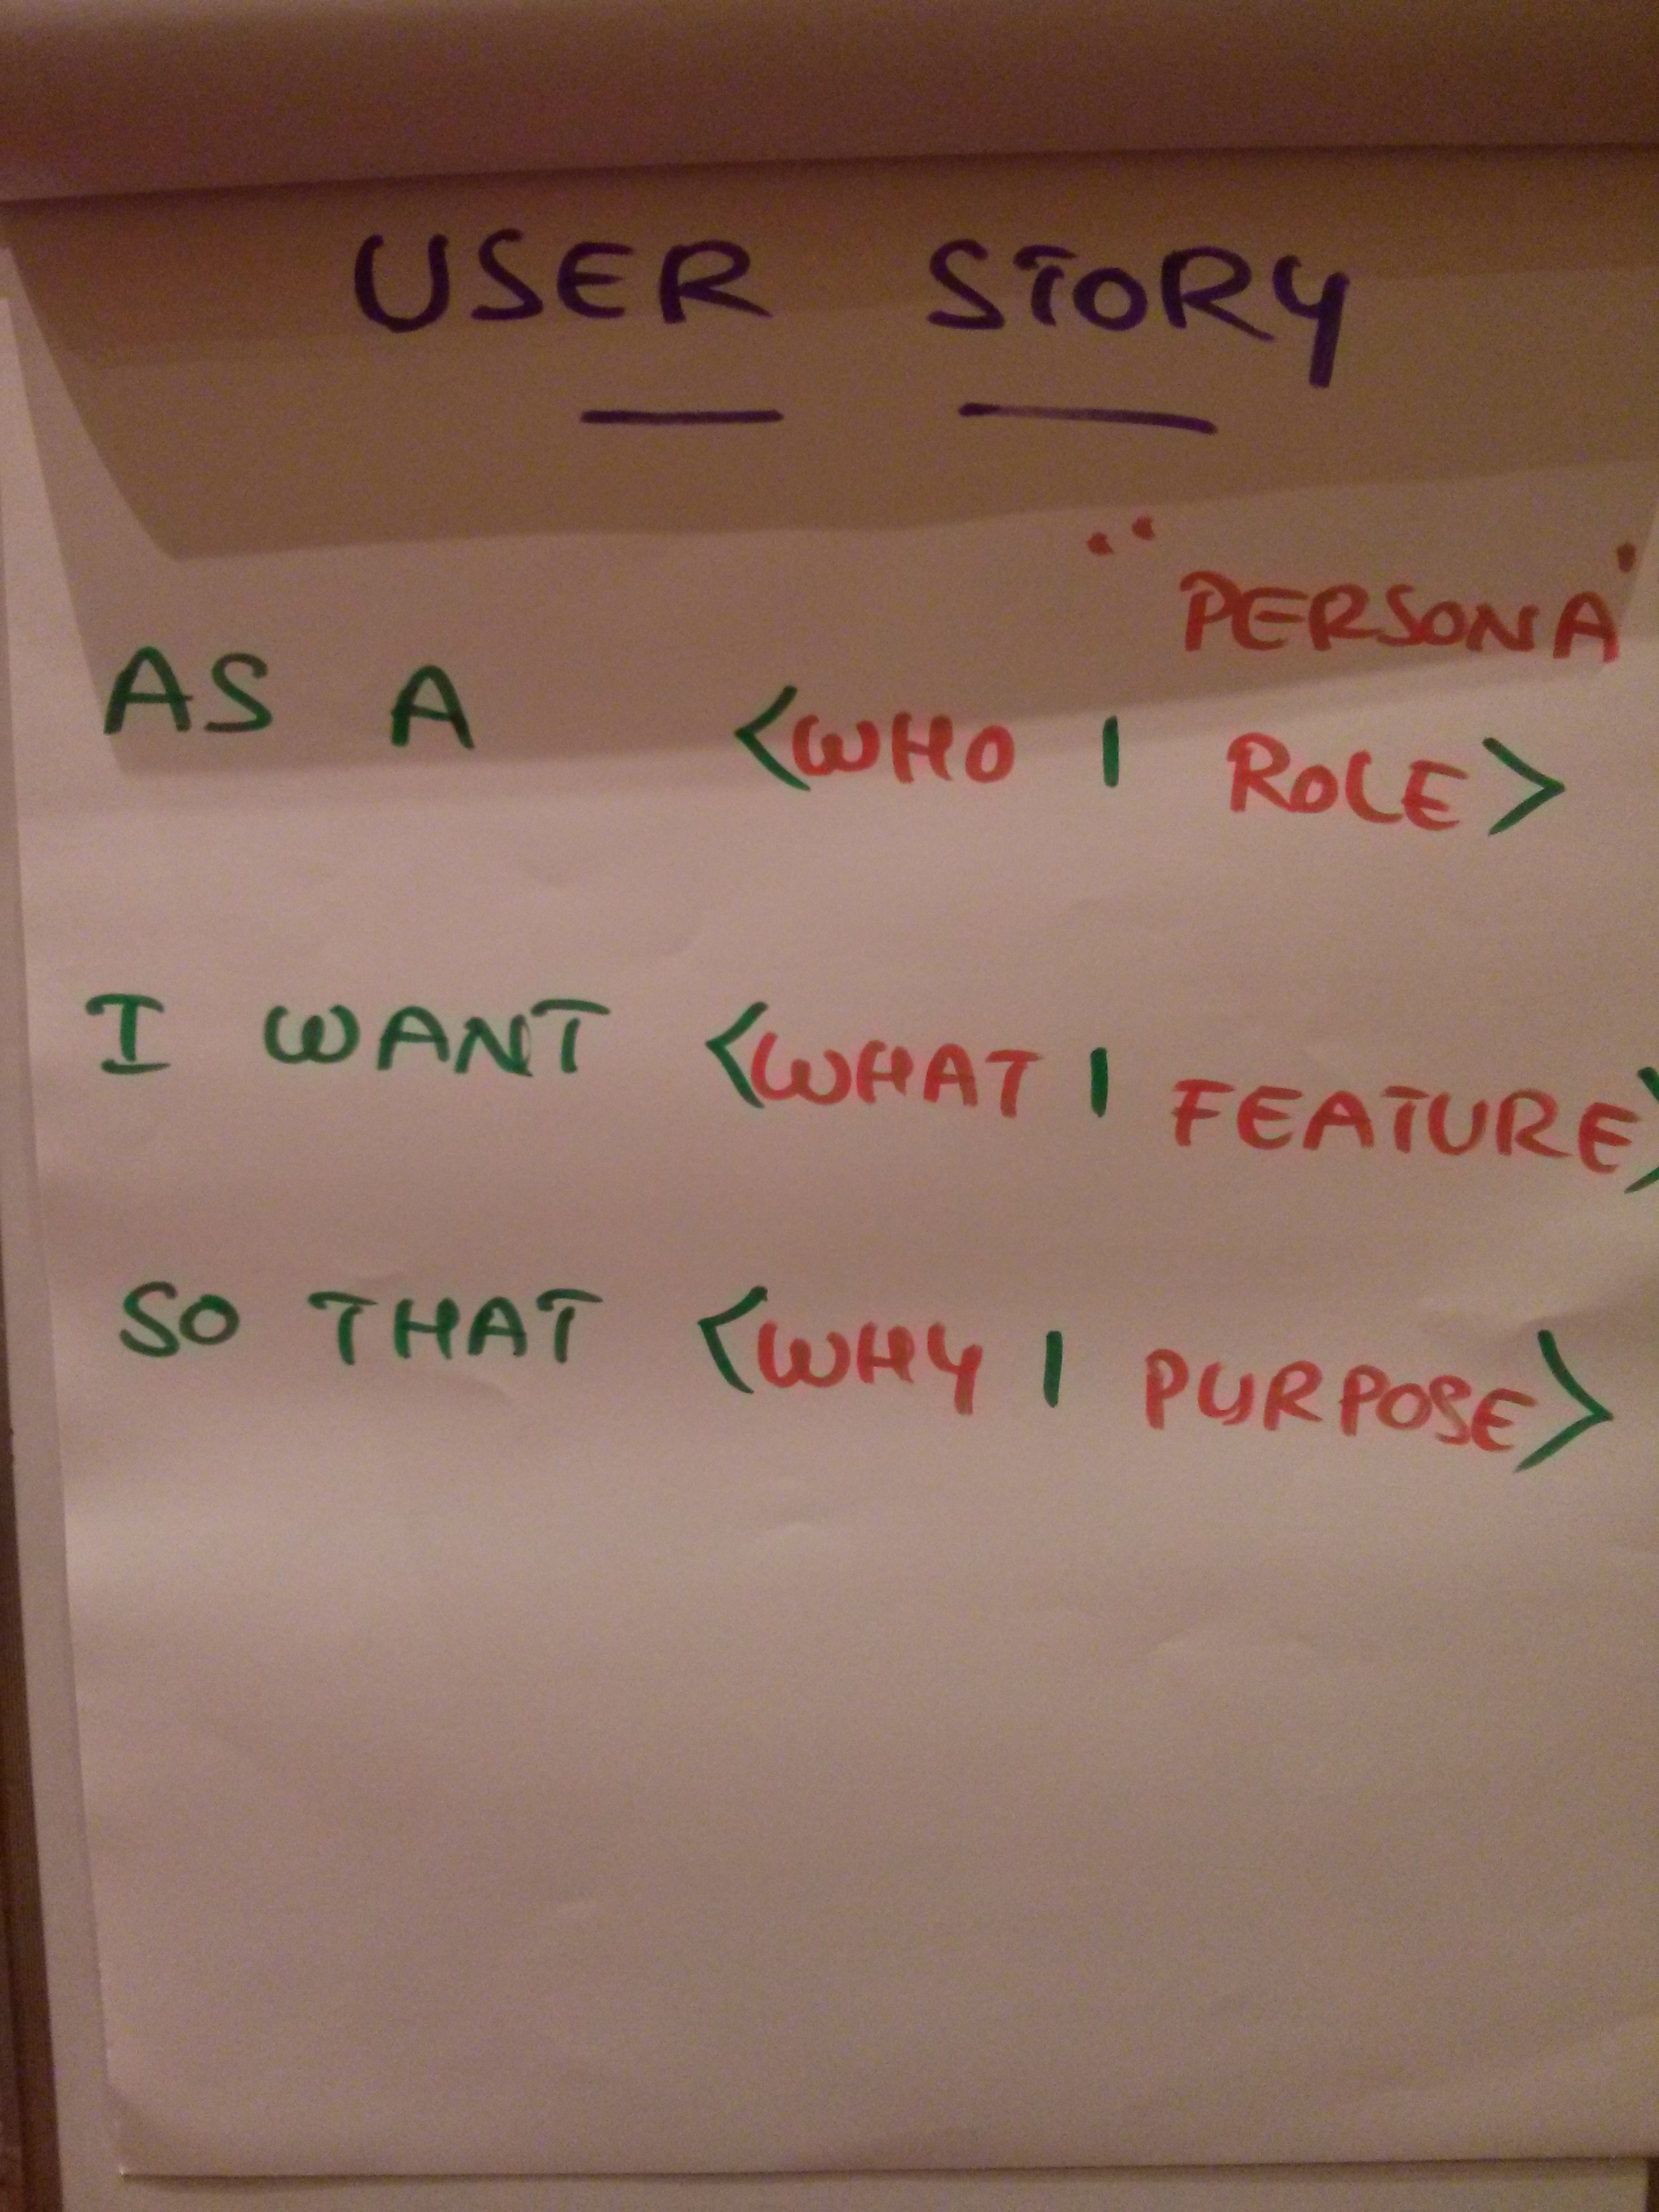 USER STORY
"PERSONA"
AS A <WHO | ROLE>
I WANT <WHAT | FEATURE>
SO THAT <WHY | PURPOSE>